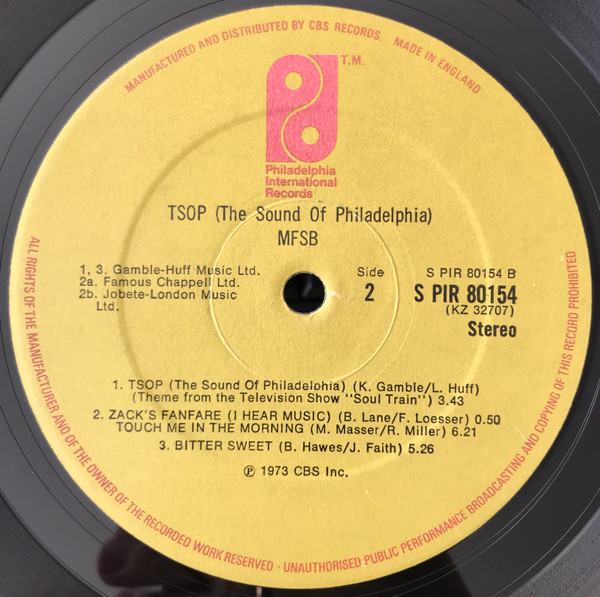 MANUFACTURED AND DISTRIBUTED BY CBS RECORDS. MADE IN ENGLAND
T.M.
Philadelphia
International
Records
TSOP (The Sound Of Philadelphia)
MFSB
1, 3. Gamble-Huff Music Ltd.
2a. Famous Chappell Ltd.
2b. Jobete-London Music
Ltd.
Side
2
S PIR 80154 B
S PIR 80154
(KZ 32707)
Stereo
1. TSOP (The Sound Of Philadelphia) (K. Gamble/L. Huff)
(Theme from the Television Show "Soul Train") 3.43
2. ZACK'S FANFARE (I HEAR MUSIC) (B. Lane/F. Loesser) 0.50
TOUCH ME IN THE MORNING (M. Masser/R. Miller) 6.21
3. BITTER SWEET (B. Hawes/J. Faith) 5.26
℗ 1973 CBS Inc.
ALL RIGHTS OF THE MANUFACTURER AND OF THE OWNER OF THE RECORDED WORK RESERVED - UNAUTHORISED PUBLIC PERFORMANCE BROADCASTING AND COPYING OF THIS RECORD PROHIBITED